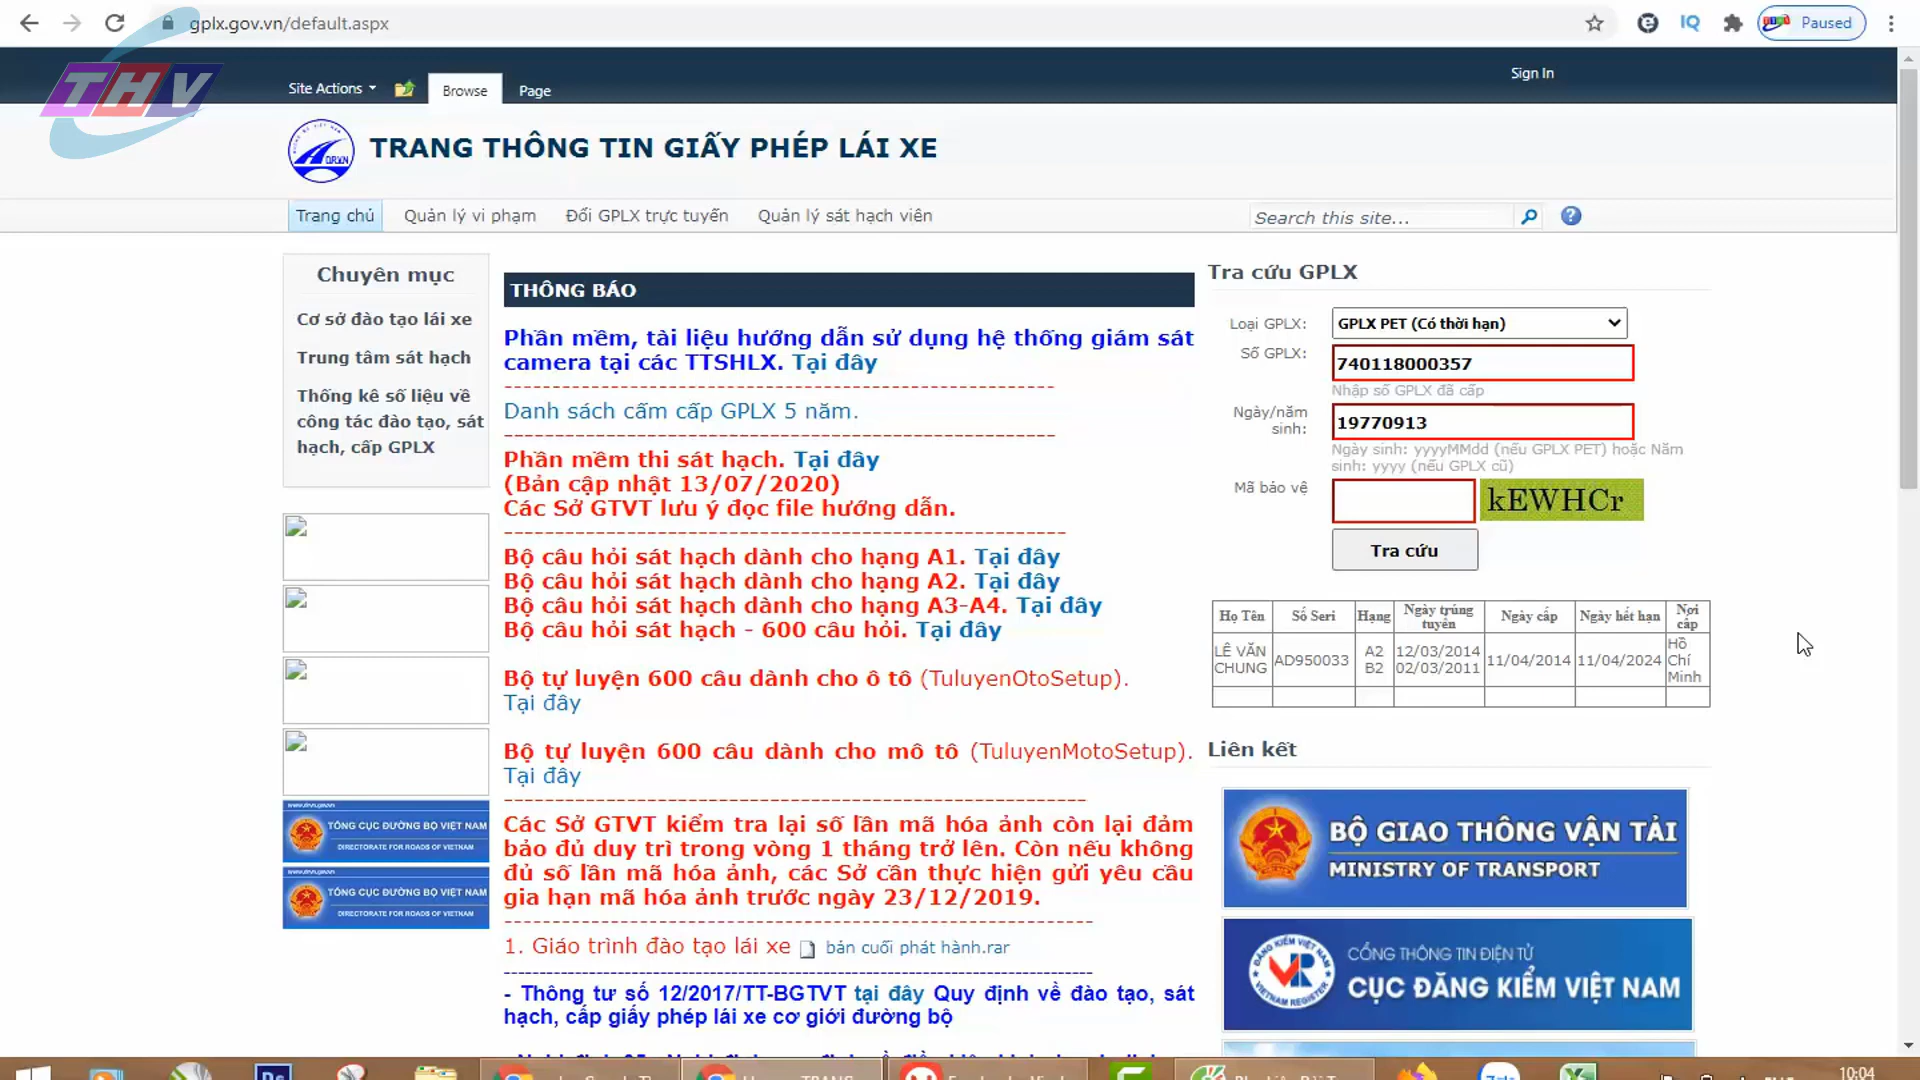 gplx.gov.vn/default.aspx
Paused
THV
Site Actions
Browse
Page
Sign In
TRANG THÔNG TIN GIẤY PHÉP LÁI XE
Trang chủ
Quản lý vi phạm
Đổi GPLX trực tuyến
Quản lý sát hạch viên
Search this site...
Chuyên mục
Cơ sở đào tạo lái xe
Trung tâm sát hạch
Thống kê số liệu về
công tác đào tạo, sát
hạch, cấp GPLX
TỔNG CỤC ĐƯỜNG BỘ VIỆT NAM
DIRECTORATE FOR ROADS OF VIETNAM
TỔNG CỤC ĐƯỜNG BỘ VIỆT NAM
DIRECTORATE FOR ROADS OF VIETNAM
THÔNG BÁO
Phần mềm, tài liệu hướng dẫn sử dụng hệ thống giám sát
camera tại các TTSHLX. Tại đây
Danh sách cấm cấp GPLX 5 năm.
Phần mềm thi sát hạch. Tại đây
(Bản cập nhật 13/07/2020)
Các Sở GTVT lưu ý đọc file hướng dẫn.
Bộ câu hỏi sát hạch dành cho hạng A1. Tại đây
Bộ câu hỏi sát hạch dành cho hạng A2. Tại đây
Bộ câu hỏi sát hạch dành cho hạng A3-A4. Tại đây
Bộ câu hỏi sát hạch - 600 câu hỏi. Tại đây
Bộ tự luyện 600 câu dành cho ô tô (TuluyenOtoSetup).
Tại đây
Bộ tự luyện 600 câu dành cho mô tô (TuluyenMotoSetup).
Tại đây
Các Sở GTVT kiểm tra lại số lần mã hóa ảnh còn lại đảm
bảo đủ duy trì trong vòng 1 tháng trở lên. Còn nếu không
đủ số lần mã hóa ảnh, các Sở cần thực hiện gửi yêu cầu
gia hạn mã hóa ảnh trước ngày 23/12/2019.
1. Giáo trình đào tạo lái xe bản cuối phát hành.rar
- Thông tư số 12/2017/TT-BGTVT tại đây Quy định về đào tạo, sát
hạch, cấp giấy phép lái xe cơ giới đường bộ
Tra cứu GPLX
Loại GPLX: GPLX PET (Có thời hạn)
Số GPLX: 740118000357
Nhập số GPLX đã cấp
Ngày/năm
sinh: 19770913
Ngày sinh: yyyyMMdd (nếu GPLX PET) hoặc Năm
sinh: yyyy (nếu GPLX cũ)
Mã bảo vệ kEWHCr
Tra cứu
Họ Tên Số Seri Hạng Ngày trúng tuyển Ngày cấp Ngày hết hạn Nơi cấp
LÊ VĂN CHUNG AD950033 A2 B2 12/03/2014 02/03/2011 11/04/2014 11/04/2024 Hồ Chí Minh
Liên kết
BỘ GIAO THÔNG VẬN TẢI
MINISTRY OF TRANSPORT
ĐĂNG KIỂM VIỆT NAM
VR
VIETNAM REGISTER
CỔNG THÔNG TIN ĐIỆN TỬ
CỤC ĐĂNG KIỂM VIỆT NAM
10:04